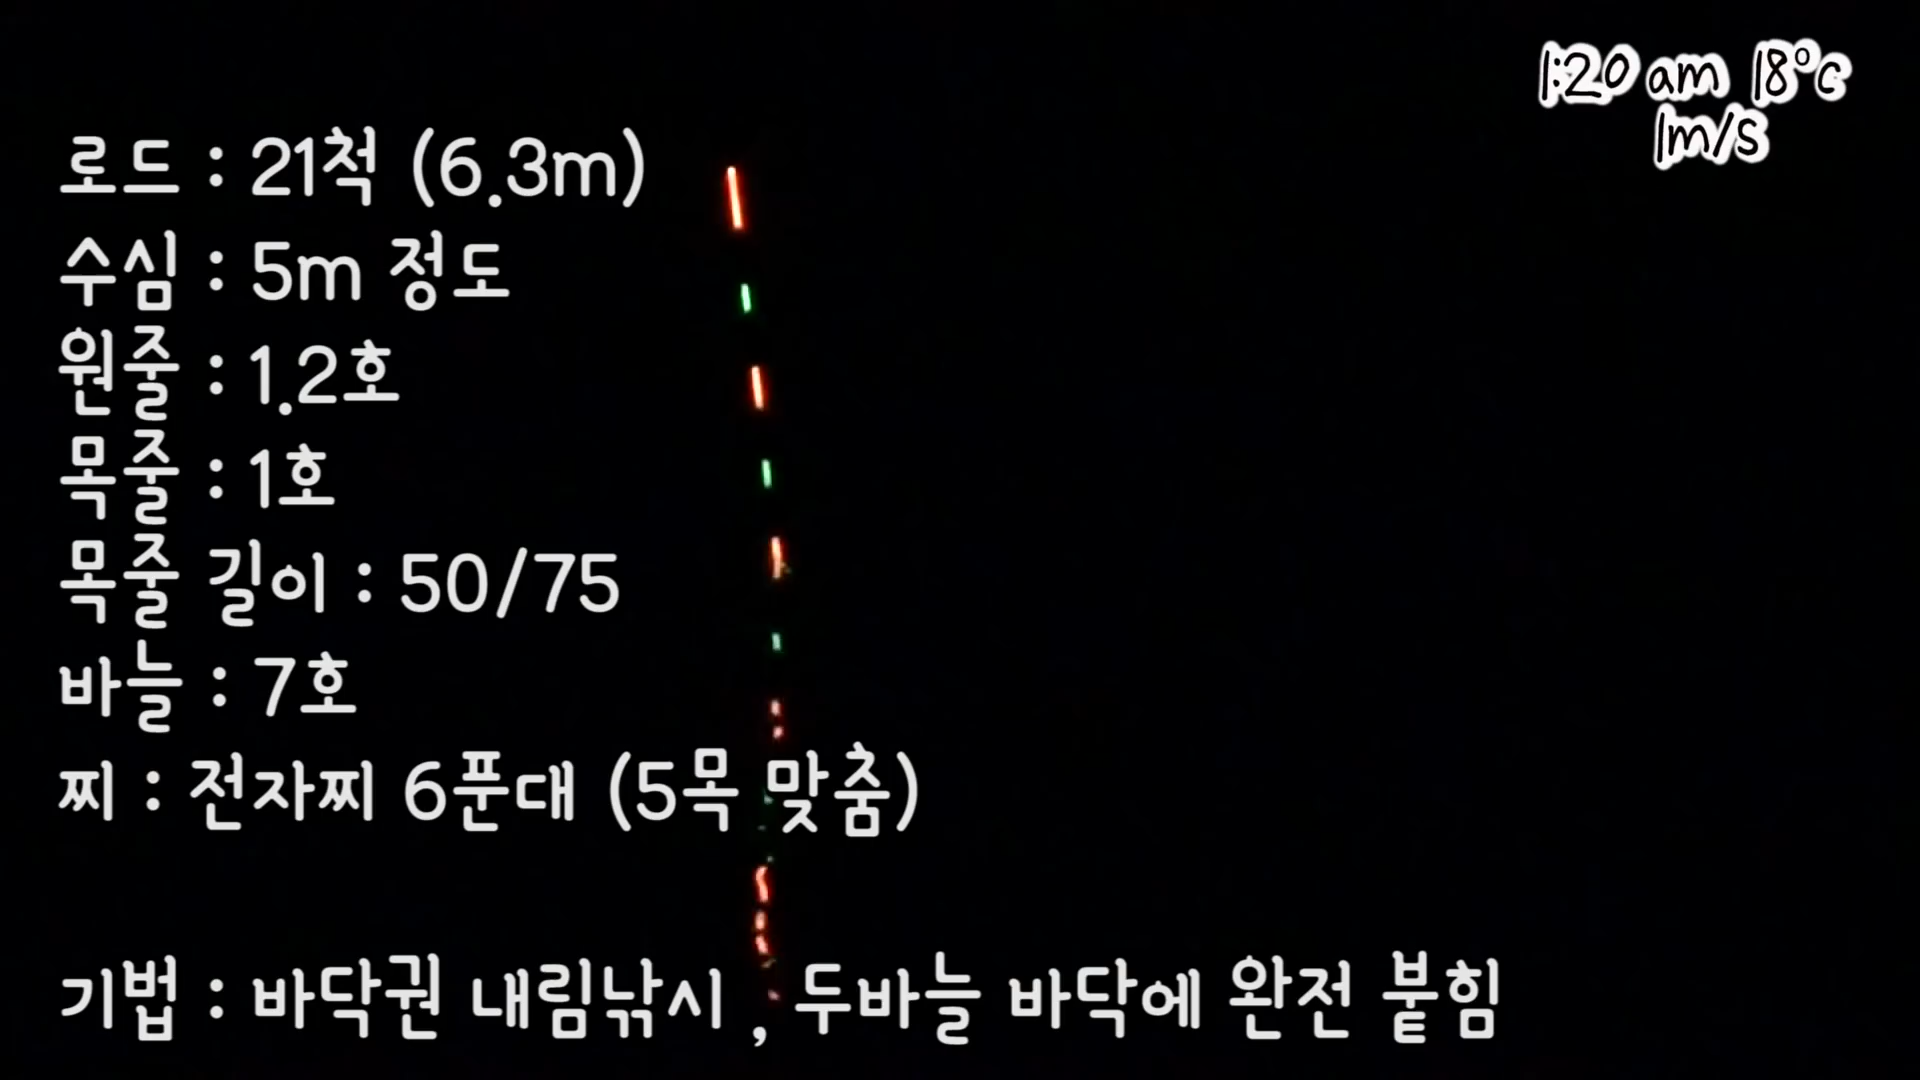 1:20 am 18°c
1m/s
로드 : 21척 (6.3m)
수심 : 5m 정도
원줄 : 1.2호
목줄 : 1호
목줄 길이 : 50/75
바늘 : 7호
찌 : 전자찌 6푼대 (5목 맞춤)
기법 : 바닥권 내림낚시 , 두바늘 바닥에 완전 붙힘